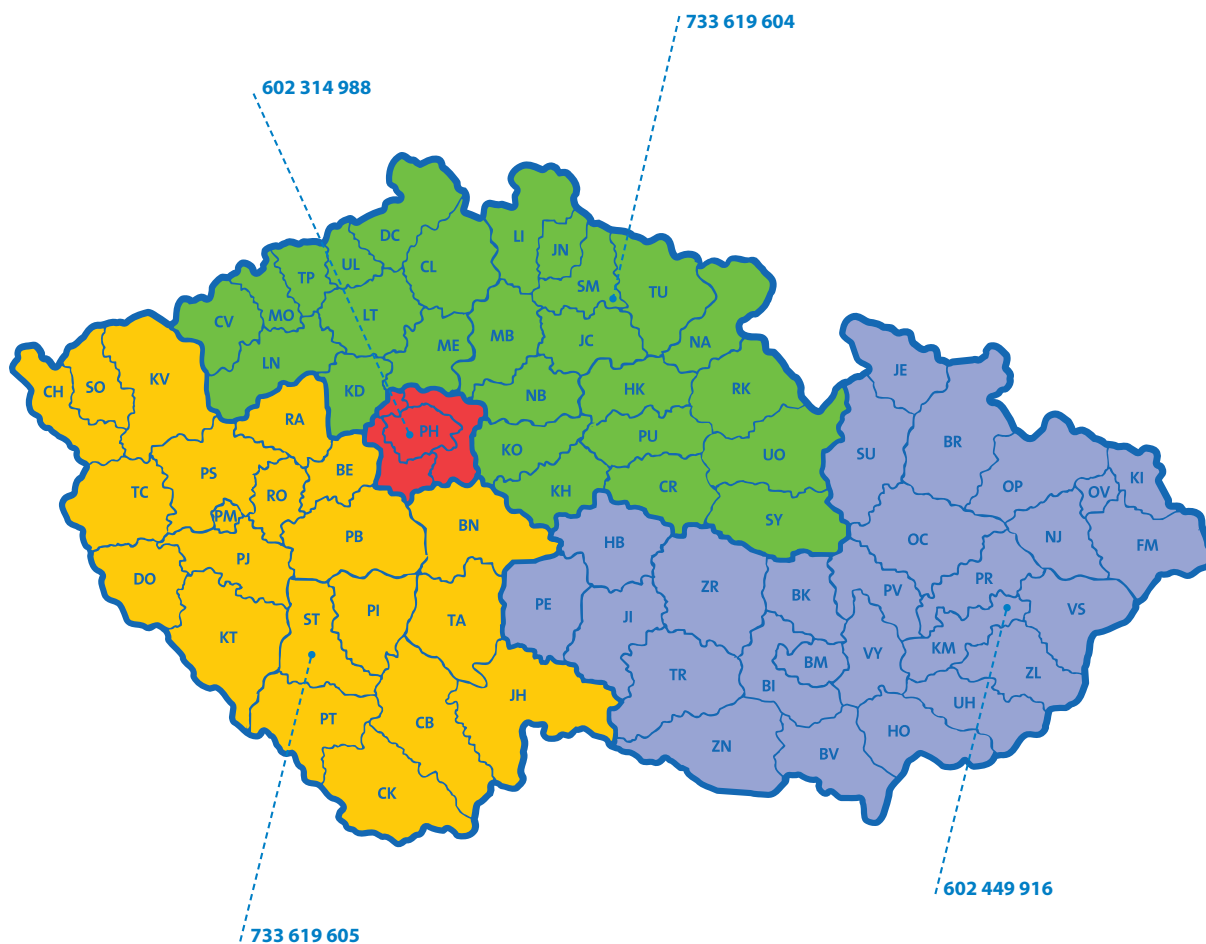 733 619 604
602 314 988
DC
LI
JN
UL
CL
TP
SM
TU
MO
LT
CV
MB
JC
NA
ME
LN
KV
SO
CH
KD
NB
HK
RK
JE
RA
PH
PU
KO
UO
SU
BR
BE
PS
TC
RO
KH
CR
OP
OV
KI
PM
BN
SY
PB
HB
OC
NJ
FM
PJ
DO
ZR
PR
PE
JI
BK
PV
VS
ST
PI
TA
KT
KM
VY
BM
TR
BI
ZL
JH
UH
PT
CB
HO
ZN
BV
CK
602 449 916
733 619 605